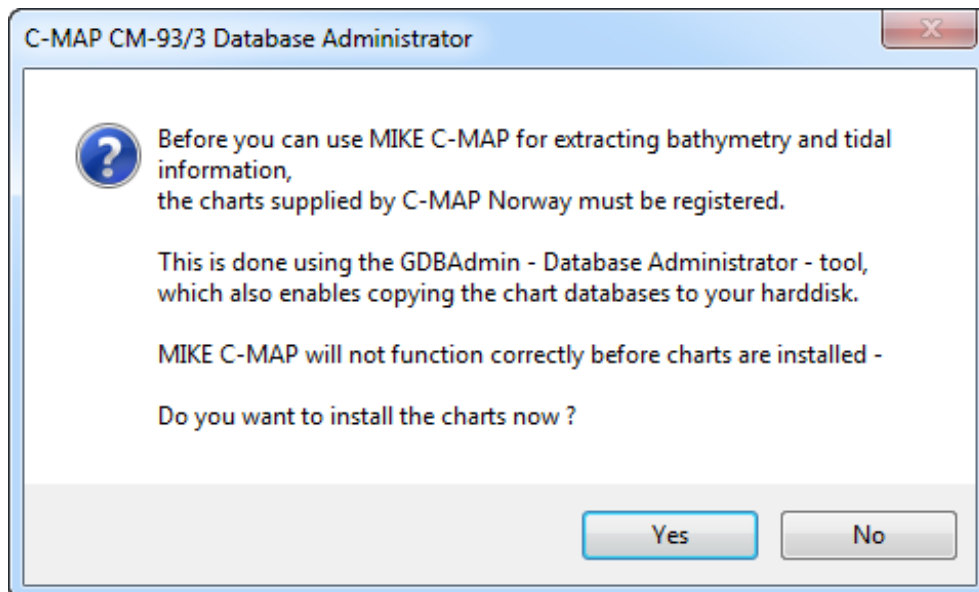 C-MAP CM-93/3 Database Administrator
Before you can use MIKE C-MAP for extracting bathymetry and tidal
information,
the charts supplied by C-MAP Norway must be registered.
This is done using the GDBAdmin - Database Administrator - tool,
which also enables copying the chart databases to your harddisk.
MIKE C-MAP will not function correctly before charts are installed -
Do you want to install the charts now ?
Yes No